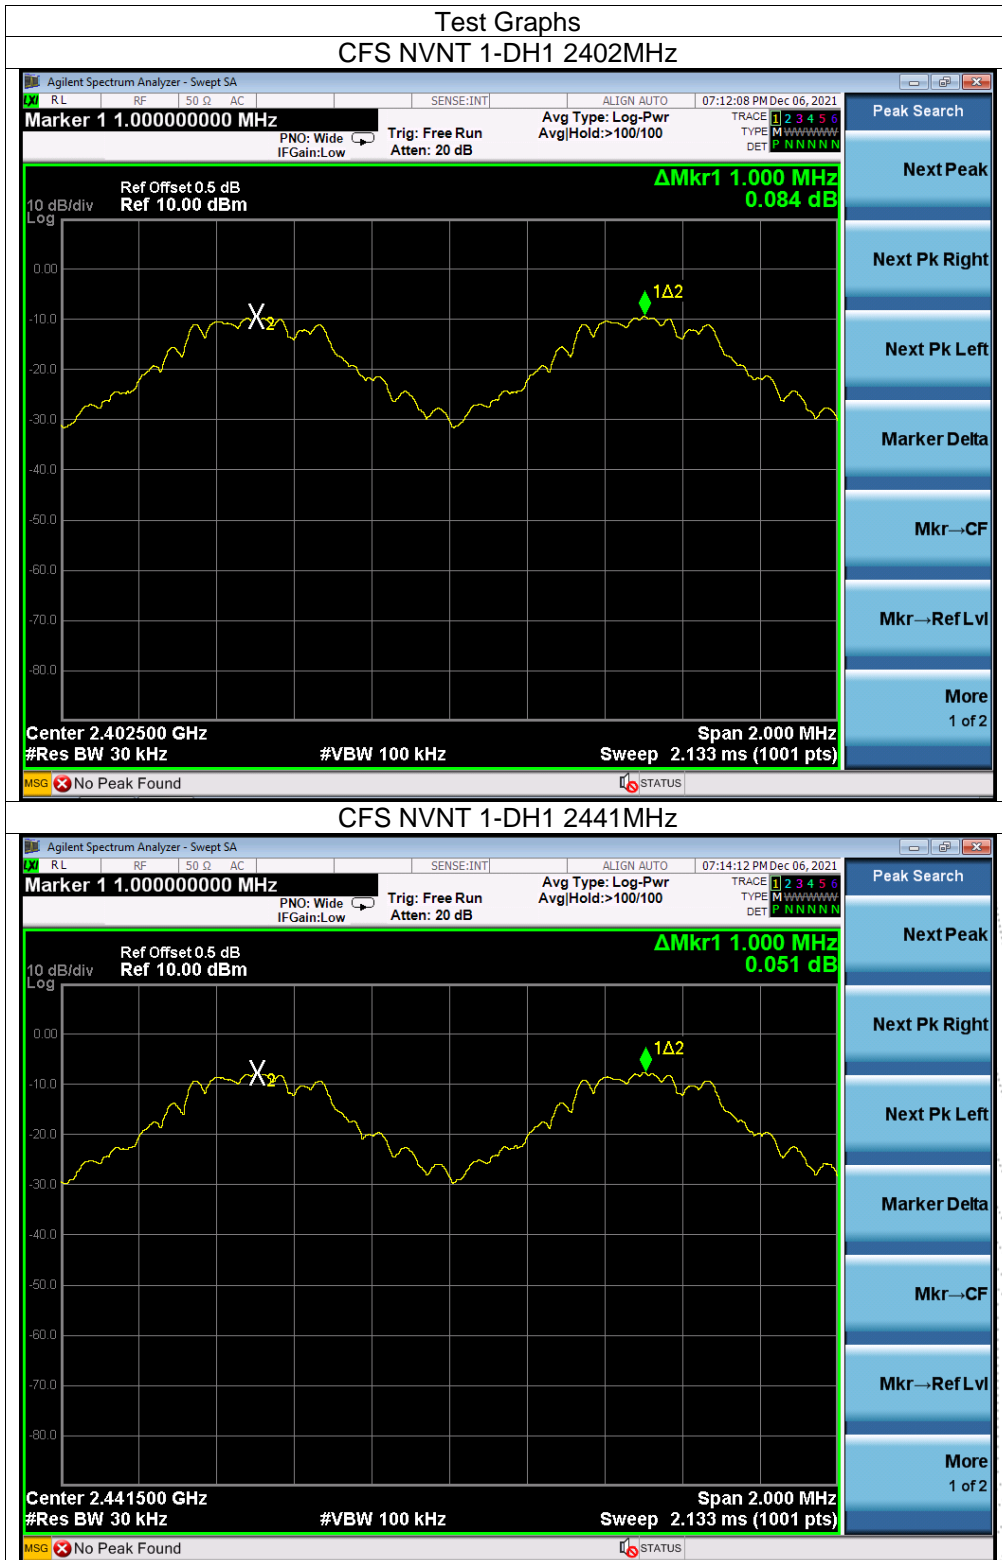 Test Graphs
CFS NVNT 1-DH1 2402MHz
Agilent Spectrum Analyzer - Swept SA
LXI RL RF 50 Ω AC SENSE:INT ALIGN AUTO 07:12:08 PM Dec 06, 2021
Marker 1 1.000000000 MHz
PNO: Wide
IFGain:Low
Trig: Free Run
Atten: 20 dB
Avg Type: Log-Pwr
Avg|Hold:>100/100
TRACE 1 2 3 4 5 6
TYPE M WWWWW
DET P N N N N N
Peak Search
ΔMkr1 1.000 MHz
0.084 dB
Ref Offset 0.5 dB
10 dB/div Ref 10.00 dBm
Log
0.00
-10.0
-20.0
-30.0
-40.0
-50.0
-60.0
-70.0
-80.0
X2
1Δ2
Next Peak
Next Pk Right
Next Pk Left
Marker Delta
Mkr→CF
Mkr→Ref Lvl
More
1 of 2
Center 2.402500 GHz Span 2.000 MHz
#Res BW 30 kHz #VBW 100 kHz Sweep 2.133 ms (1001 pts)
MSG No Peak Found STATUS
CFS NVNT 1-DH1 2441MHz
Agilent Spectrum Analyzer - Swept SA
LXI RL RF 50 Ω AC SENSE:INT ALIGN AUTO 07:14:12 PM Dec 06, 2021
Marker 1 1.000000000 MHz
PNO: Wide
IFGain:Low
Trig: Free Run
Atten: 20 dB
Avg Type: Log-Pwr
Avg|Hold:>100/100
TRACE 1 2 3 4 5 6
TYPE M WWWWW
DET P N N N N N
Peak Search
ΔMkr1 1.000 MHz
0.051 dB
Ref Offset 0.5 dB
10 dB/div Ref 10.00 dBm
Log
0.00
-10.0
-20.0
-30.0
-40.0
-50.0
-60.0
-70.0
-80.0
X2
1Δ2
Next Peak
Next Pk Right
Next Pk Left
Marker Delta
Mkr→CF
Mkr→Ref Lvl
More
1 of 2
Center 2.441500 GHz Span 2.000 MHz
#Res BW 30 kHz #VBW 100 kHz Sweep 2.133 ms (1001 pts)
MSG No Peak Found STATUS